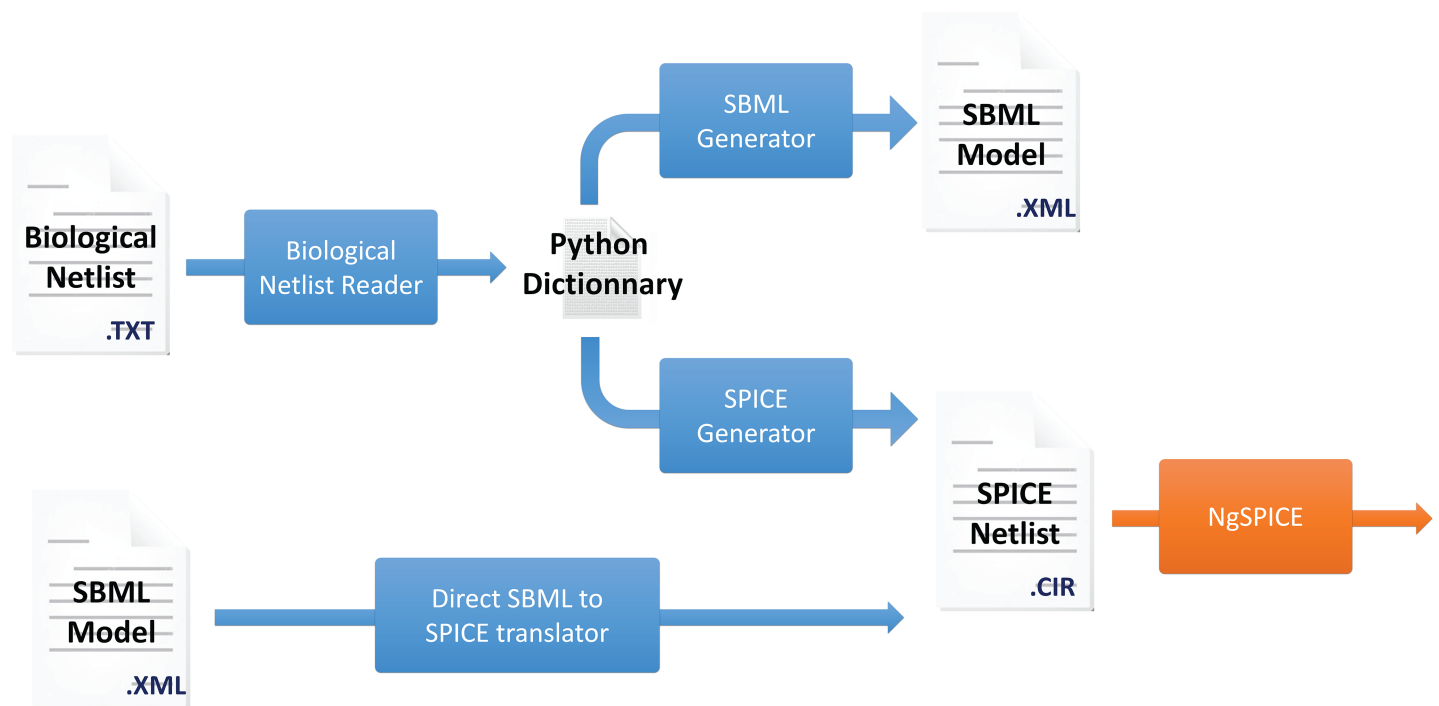 SBML
Generator
SBML
Model
.XML
Biological
Netlist
.TXT
Biological
Netlist Reader
Python
Dictionnary
SPICE
Generator
SPICE
Netlist
.CIR
NgSPICE
SBML
Model
.XML
Direct SBML to
SPICE translator